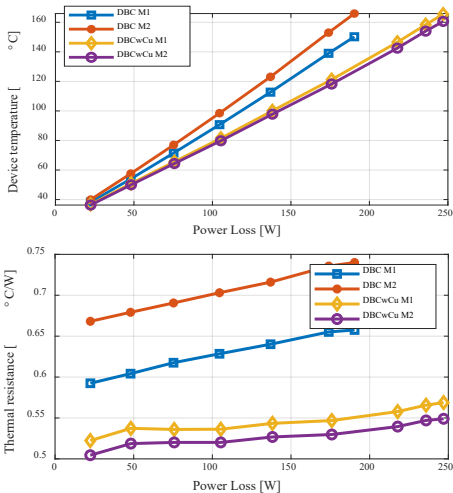 DBC M1
DBC M2
DBCwCu M1
DBCwCu M2
160
140
120
100
80
60
40
Device temperature [ °C]
0
50
100
150
200
250
Power Loss [W]
DBC M1
DBC M2
DBCwCu M1
DBCwCu M2
0.75
0.7
0.65
0.6
0.55
0.5
Thermal resistance [ °C/W]
0
50
100
150
200
250
Power Loss [W]